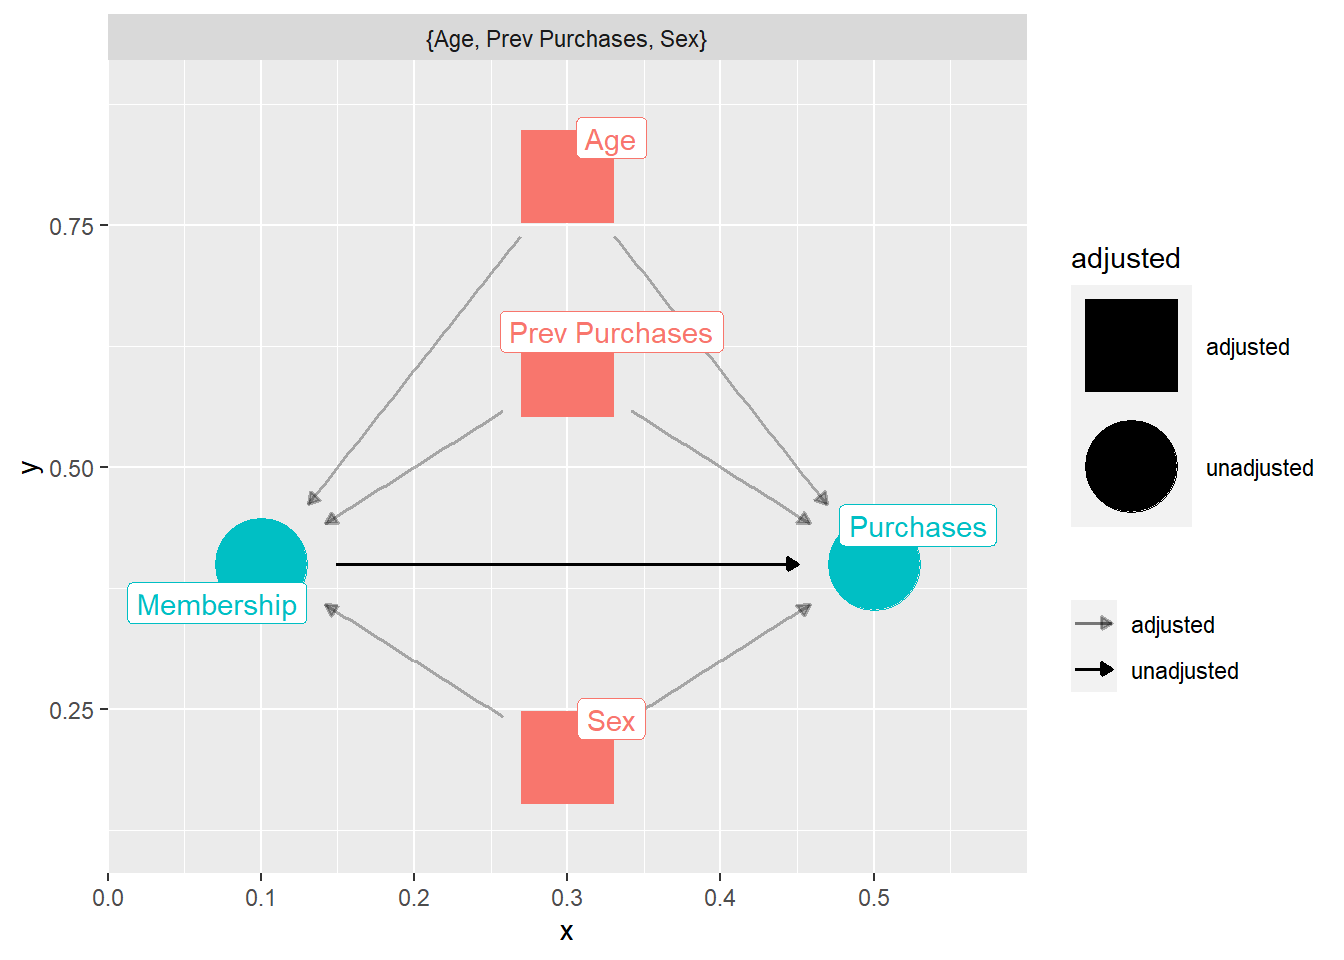 {Age, Prev Purchases, Sex}
Age
0.75
Prev Purchases
0.50
y
Purchases
Membership
0.25
Sex
0.0 0.1 0.2 0.3 0.4 0.5
x
adjusted
adjusted
unadjusted
adjusted
unadjusted